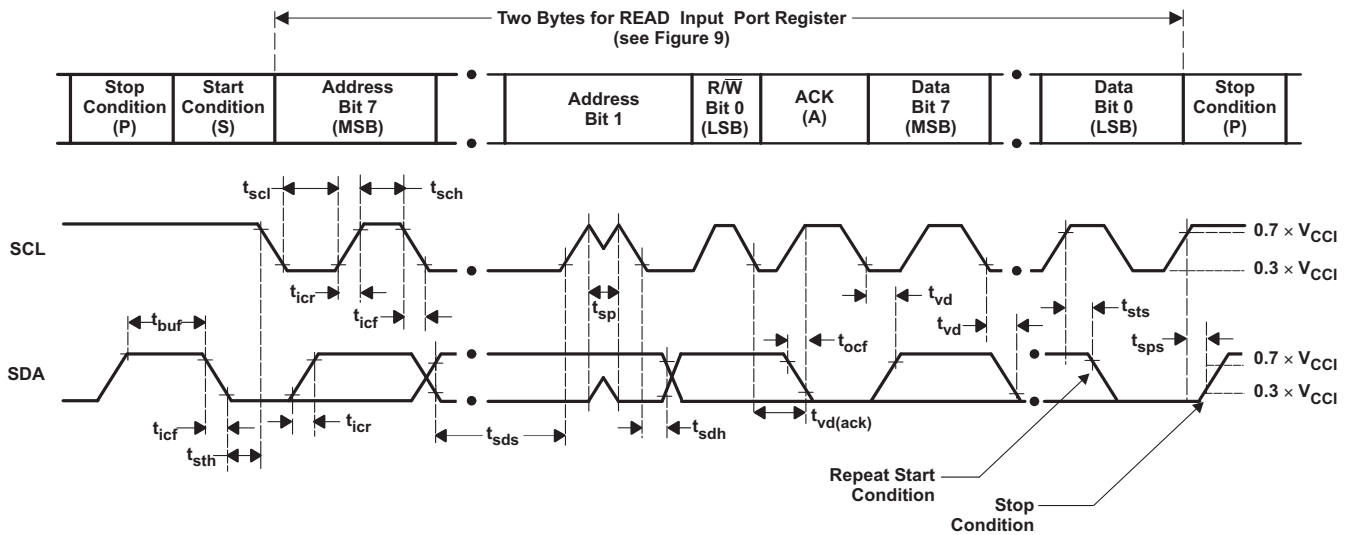 Two Bytes for READ Input Port Register
(see Figure 9)
Stop
Condition
(P)
Start
Condition
(S)
Address
Bit 7
(MSB)
Address
Bit 1
R/W̅
Bit 0
(LSB)
ACK
(A)
Data
Bit 7
(MSB)
Data
Bit 0
(LSB)
Stop
Condition
(P)
tscl
tsch
SCL
0.7 × VCCI
0.3 × VCCI
ticr
ticf
tsp
tvd
tvd
tsts
tbuf
tocf
tsps
SDA
0.7 × VCCI
0.3 × VCCI
ticf
ticr
tsth
tsds
tsdh
tvd(ack)
Repeat Start
Condition
Stop
Condition